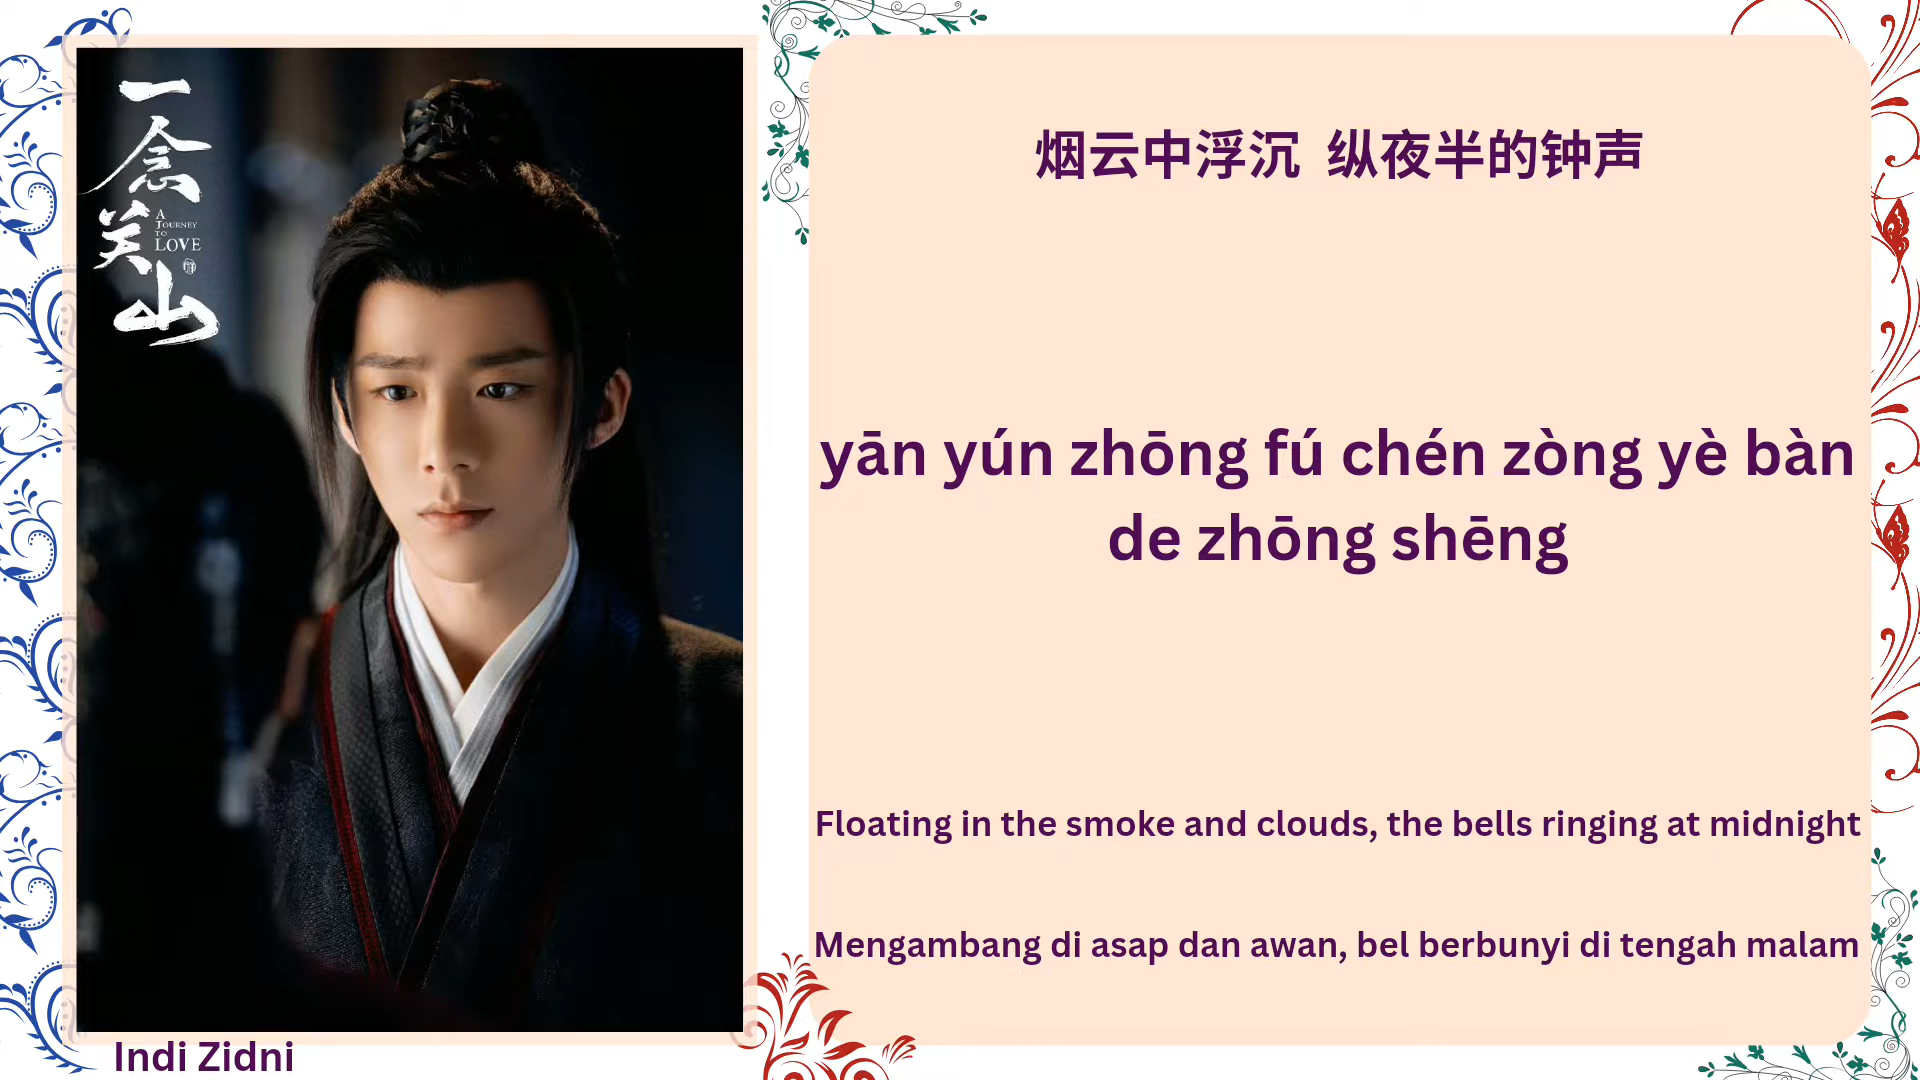 一念关山
A
JOURNEY
TO
LOVE
烟云中浮沉 纵夜半的钟声
yān yún zhōng fú chén zòng yè bàn
de zhōng shēng
Floating in the smoke and clouds, the bells ringing at midnight
Mengambang di asap dan awan, bel berbunyi di tengah malam
Indi Zidni